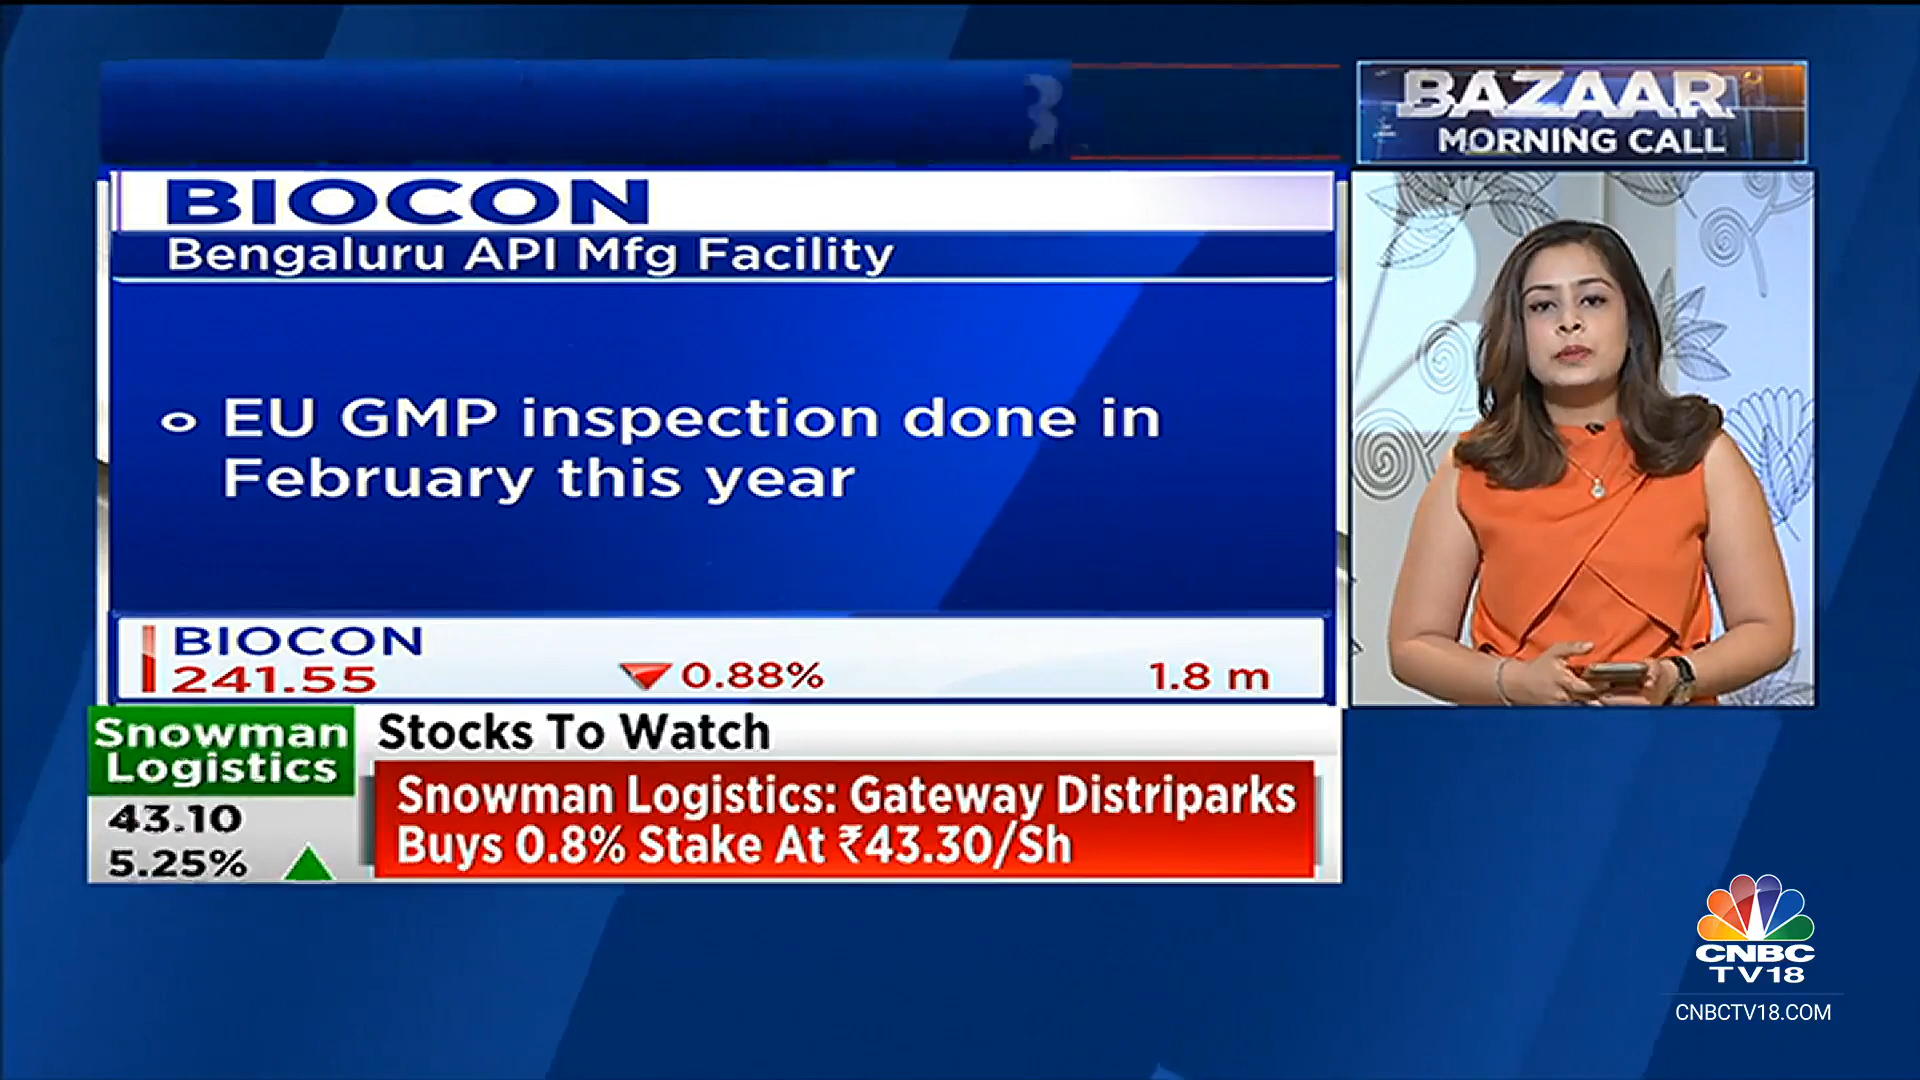 BAZAAR
MORNING CALL
BIOCON
Bengaluru API Mfg Facility
o EU GMP inspection done in
February this year
BIOCON
241.55 0.88% 1.8 m
Snowman
Logistics
43.10
5.25%
Stocks To Watch
Snowman Logistics: Gateway Distriparks
Buys 0.8% Stake At ₹43.30/Sh
CNBC
TV18
CNBCTV18.COM